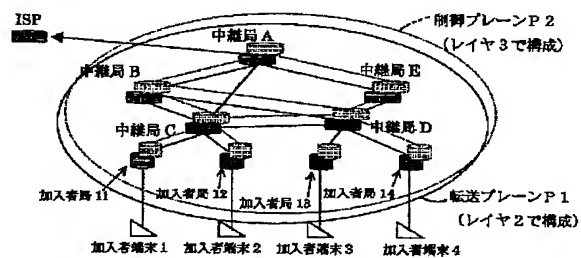 ISP
中継局A
制御プレーンP2
(レイヤ3で構成)
中継局B
中継局E
中継局C
中継局D
加入者局11
加入者局12
加入者局13
加入者局14
転送プレーンP1
(レイヤ2で構成)
加入者端末1
加入者端末2
加入者端末3
加入者端末4